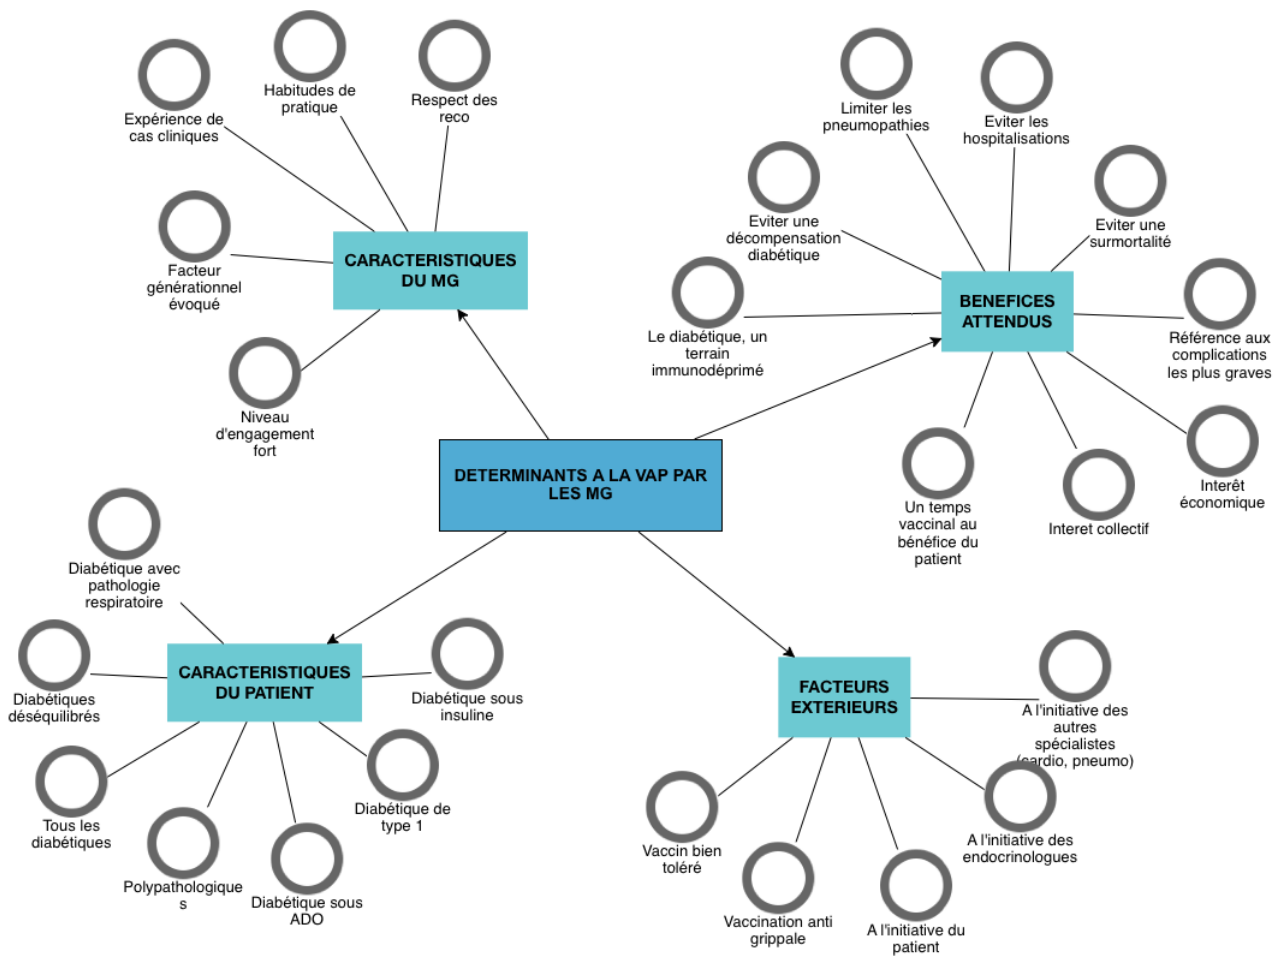 Expérience de
cas cliniques
Habitudes de
pratique
Respect des
reco
Facteur
générationnel
évoqué
CARACTERISTIQUES
DU MG
Niveau
d'engagement
fort
Limiter les
pneumopathies
Eviter les
hospitalisations
Eviter une
décompensation
diabétique
Eviter une
surmortalité
Le diabétique, un
terrain
immunodéprimé
BENEFICES
ATTENDUS
Référence aux
complications
les plus graves
Un temps
vaccinal au
bénéfice du
patient
Interet collectif
Interêt
économique
DETERMINANTS A LA VAP PAR
LES MG
Diabétique avec
pathologie
respiratoire
Diabétiques
déséquilibrés
CARACTERISTIQUES
DU PATIENT
Diabétique sous
insuline
Tous les
diabétiques
Polypathologique
s
Diabétique sous
ADO
Diabétique de
type 1
FACTEURS
EXTERIEURS
A l'initiative des
autres
spécialistes
(cardio, pneumo)
Vaccin bien
toléré
Vaccination anti
grippale
A l'initiative du
patient
A l'initiative des
endocrinologues